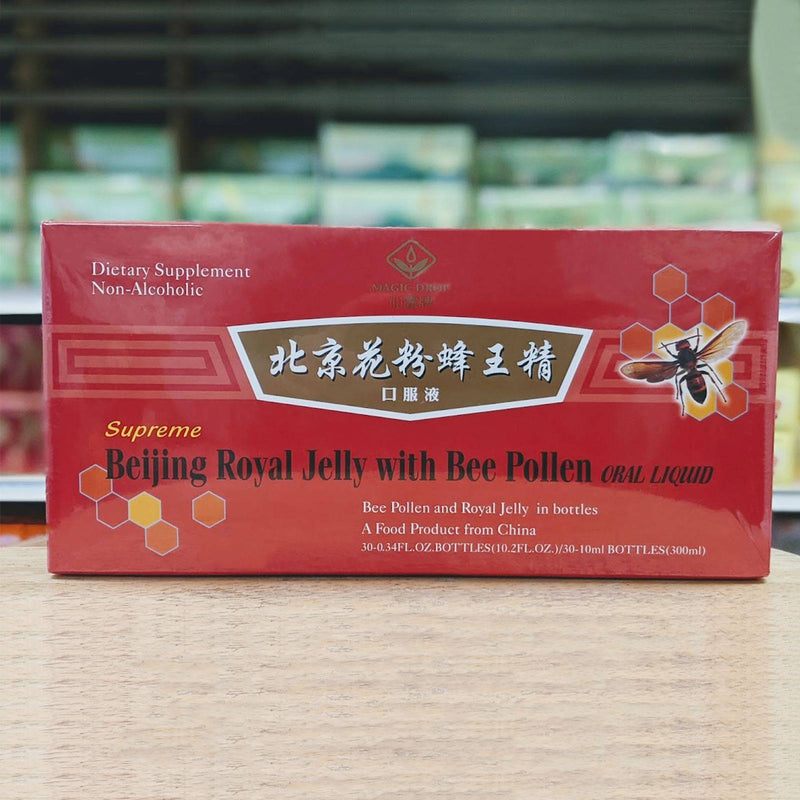 Dietary Supplement
Non-Alcoholic
MAGIC DROP
北京花粉蜂王精
口服液
Supreme
Beijing Royal Jelly with Bee Pollen ORAL LIQUID
Bee Pollen and Royal Jelly in bottles
A Food Product from China
30-0.34FL.OZ.BOTTLES(10.2FL.OZ.)/30-10ml BOTTLES(300ml)